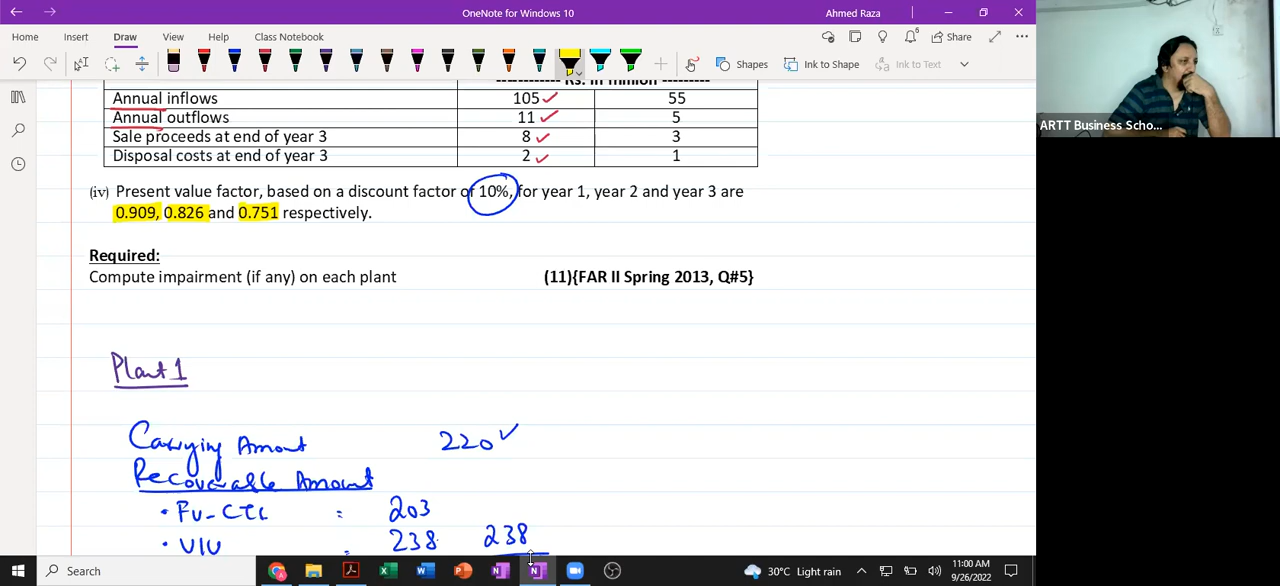 OneNote for Windows 10
Ahmed Raza
Home Insert Draw View Help Class Notebook
Share
Shapes Ink to Shape Ink to Text
Rs. in million
Annual inflows 105 55
Annual outflows 11 5
Sale proceeds at end of year 3 8 3
Disposal costs at end of year 3 2 1
(iv) Present value factor, based on a discount factor of 10%, for year 1, year 2 and year 3 are
0.909, 0.826 and 0.751 respectively.
Required:
Compute impairment (if any) on each plant (11){FAR II Spring 2013, Q#5}
Plant 1
Carrying Amount 220
Recoverable Amount
• FV-CTS = 203
• VIU = 238 238
ARTT Business Scho...
Search
30°C Light rain
11:00 AM
9/26/2022